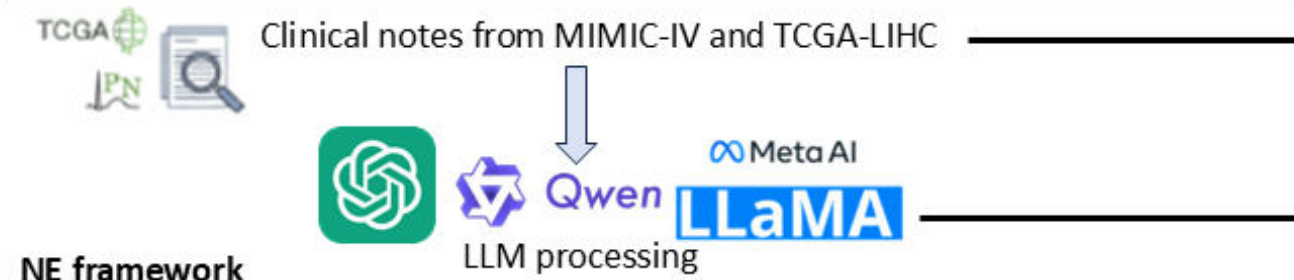 TCGA
Clinical notes from MIMIC-IV and TCGA-LIHC
PN
Meta AI
Qwen
LLaMA
LLM processing
NE framework